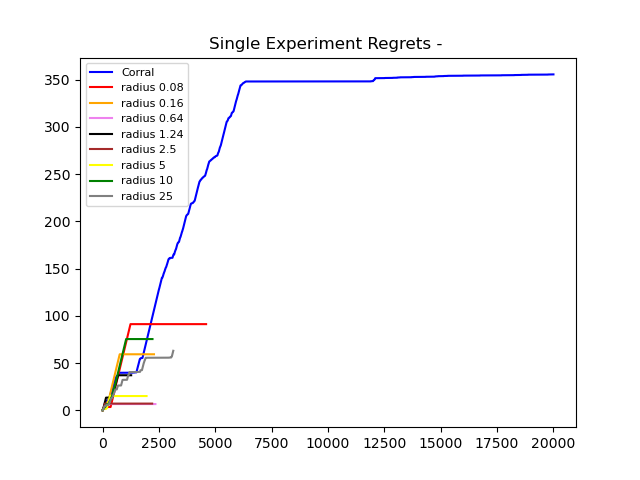 Single Experiment Regrets -
350
300
250
200
150
100
50
0
Corral
radius 0.08
radius 0.16
radius 0.64
radius 1.24
radius 2.5
radius 5
radius 10
radius 25
0 2500 5000 7500 10000 12500 15000 17500 20000